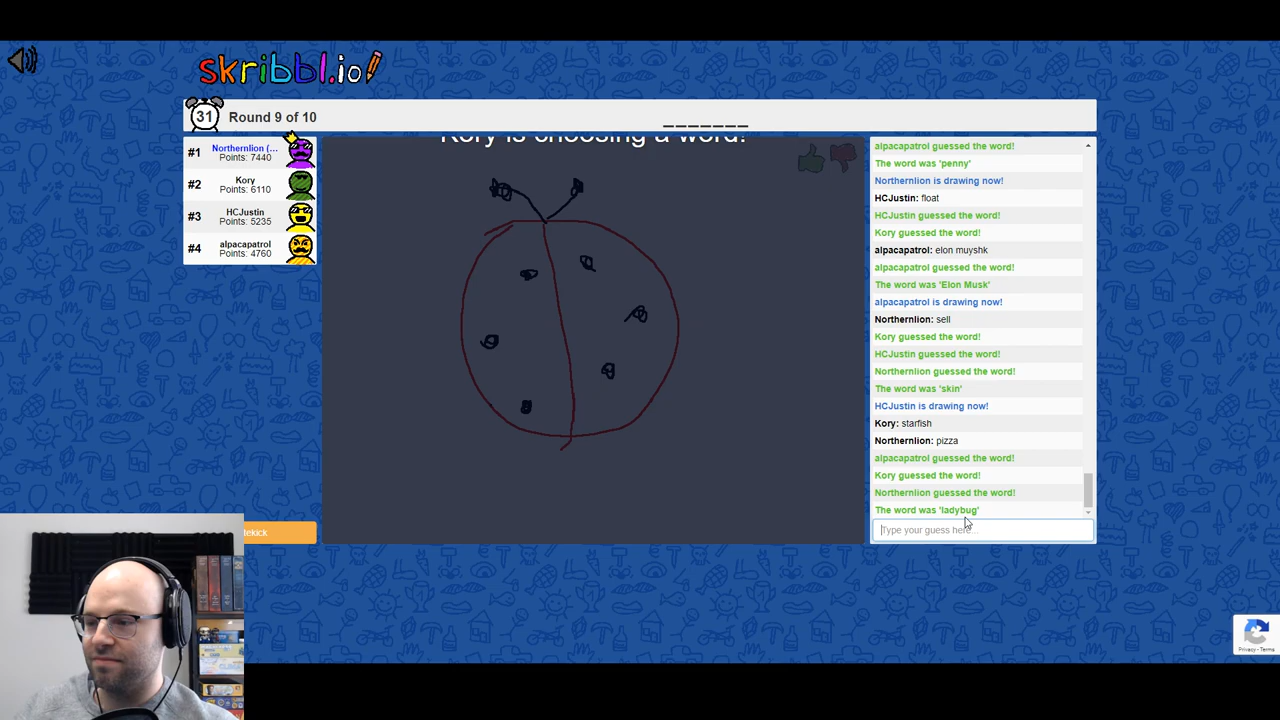 skribbl.io
31
Round 9 of 10
_______
#1
Northernlion (...
Points: 7440
#2
Kory
Points: 6110
#3
HCJustin
Points: 5235
#4
alpacapatrol
Points: 4760
Kory is choosing a word!
alpacapatrol guessed the word!
The word was 'penny'
Northernlion is drawing now!
HCJustin: float
HCJustin guessed the word!
Kory guessed the word!
alpacapatrol: elon muyshk
alpacapatrol guessed the word!
The word was 'Elon Musk'
alpacapatrol is drawing now!
Northernlion: sell
Kory guessed the word!
HCJustin guessed the word!
Northernlion guessed the word!
The word was 'skin'
HCJustin is drawing now!
Kory: starfish
Northernlion: pizza
alpacapatrol guessed the word!
Kory guessed the word!
Northernlion guessed the word!
The word was 'ladybug'
Type your guess here...
Privacy - Terms